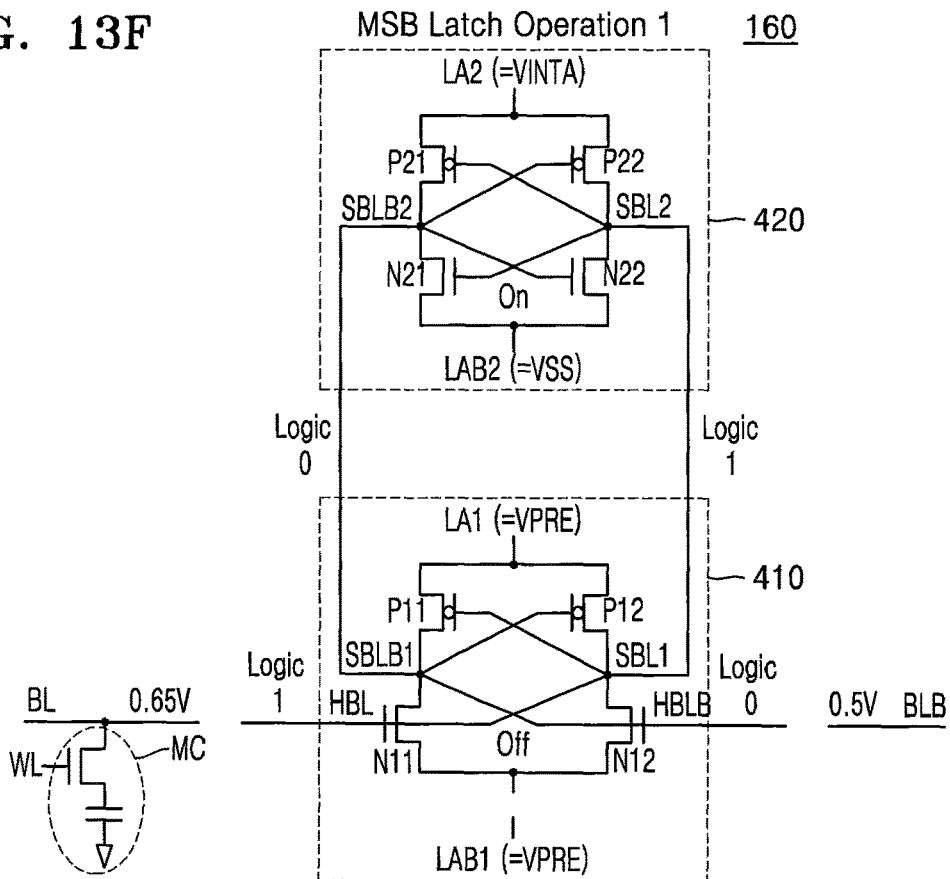 G. 13F
MSB Latch Operation 1
160
LA2 (=VINTA)
P21
P22
SBLB2
SBL2
420
N21
N22
On
LAB2 (=VSS)
Logic
0
Logic
1
LA1 (=VPRE)
410
P11
P12
SBLB1
SBL1
Logic
1
Logic
0
BL
0.65V
HBL
HBLB
0.5V
BLB
WL
MC
N11
Off
N12
LAB1 (=VPRE)